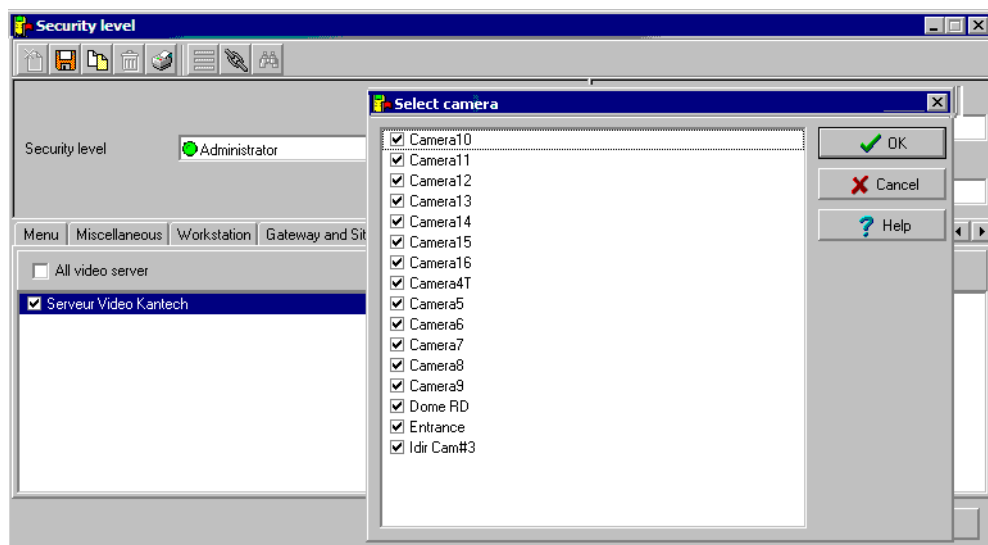 Security level
Security level
Administrator
Menu Miscellaneous Workstation Gateway and Sit
All video server
Serveur Video Kantech
Select camera
Camera10
Camera11
Camera12
Camera13
Camera14
Camera15
Camera16
Camera4T
Camera5
Camera6
Camera7
Camera8
Camera9
Dome RD
Entrance
Idir Cam#3
OK
Cancel
Help